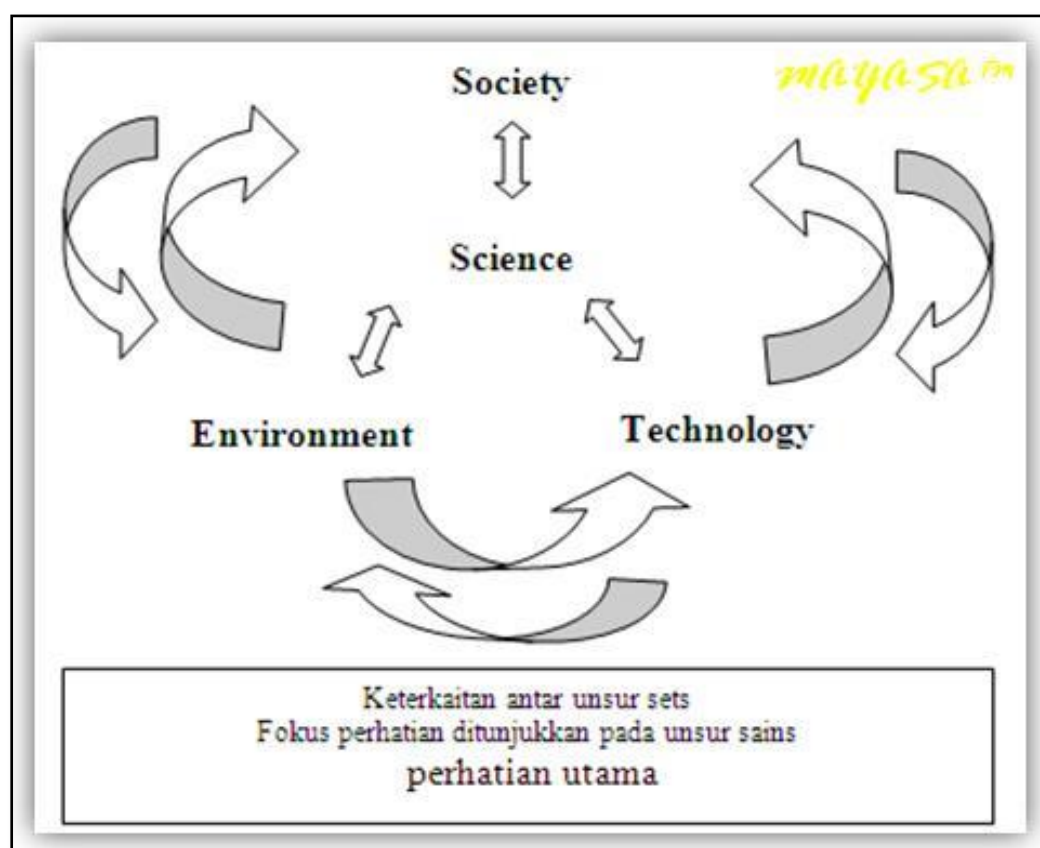 mayasa™
Society
Science
Environment
Technology
Keterkaitan antar unsur sets
Fokus perhatian ditunjukkan pada unsur sains
perhatian utama